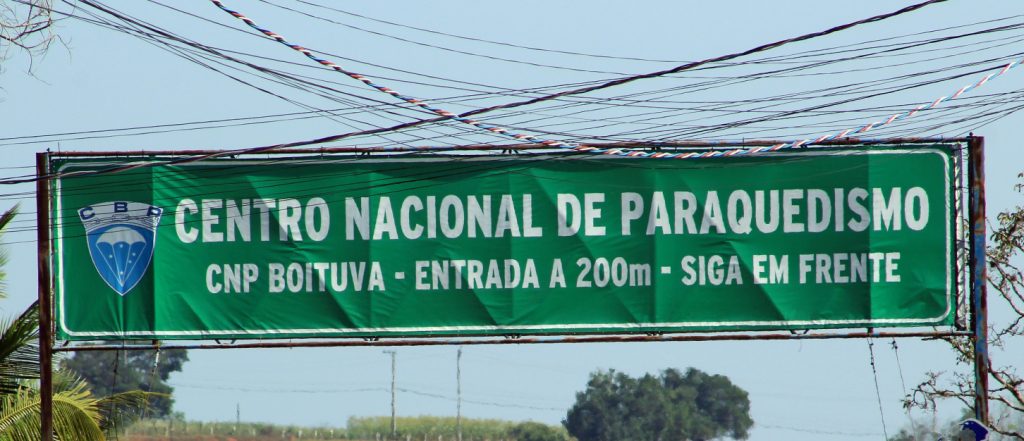 CBP
CENTRO NACIONAL DE PARAQUEDISMO
CNP BOITUVA - ENTRADA A 200m - SIGA EM FRENTE